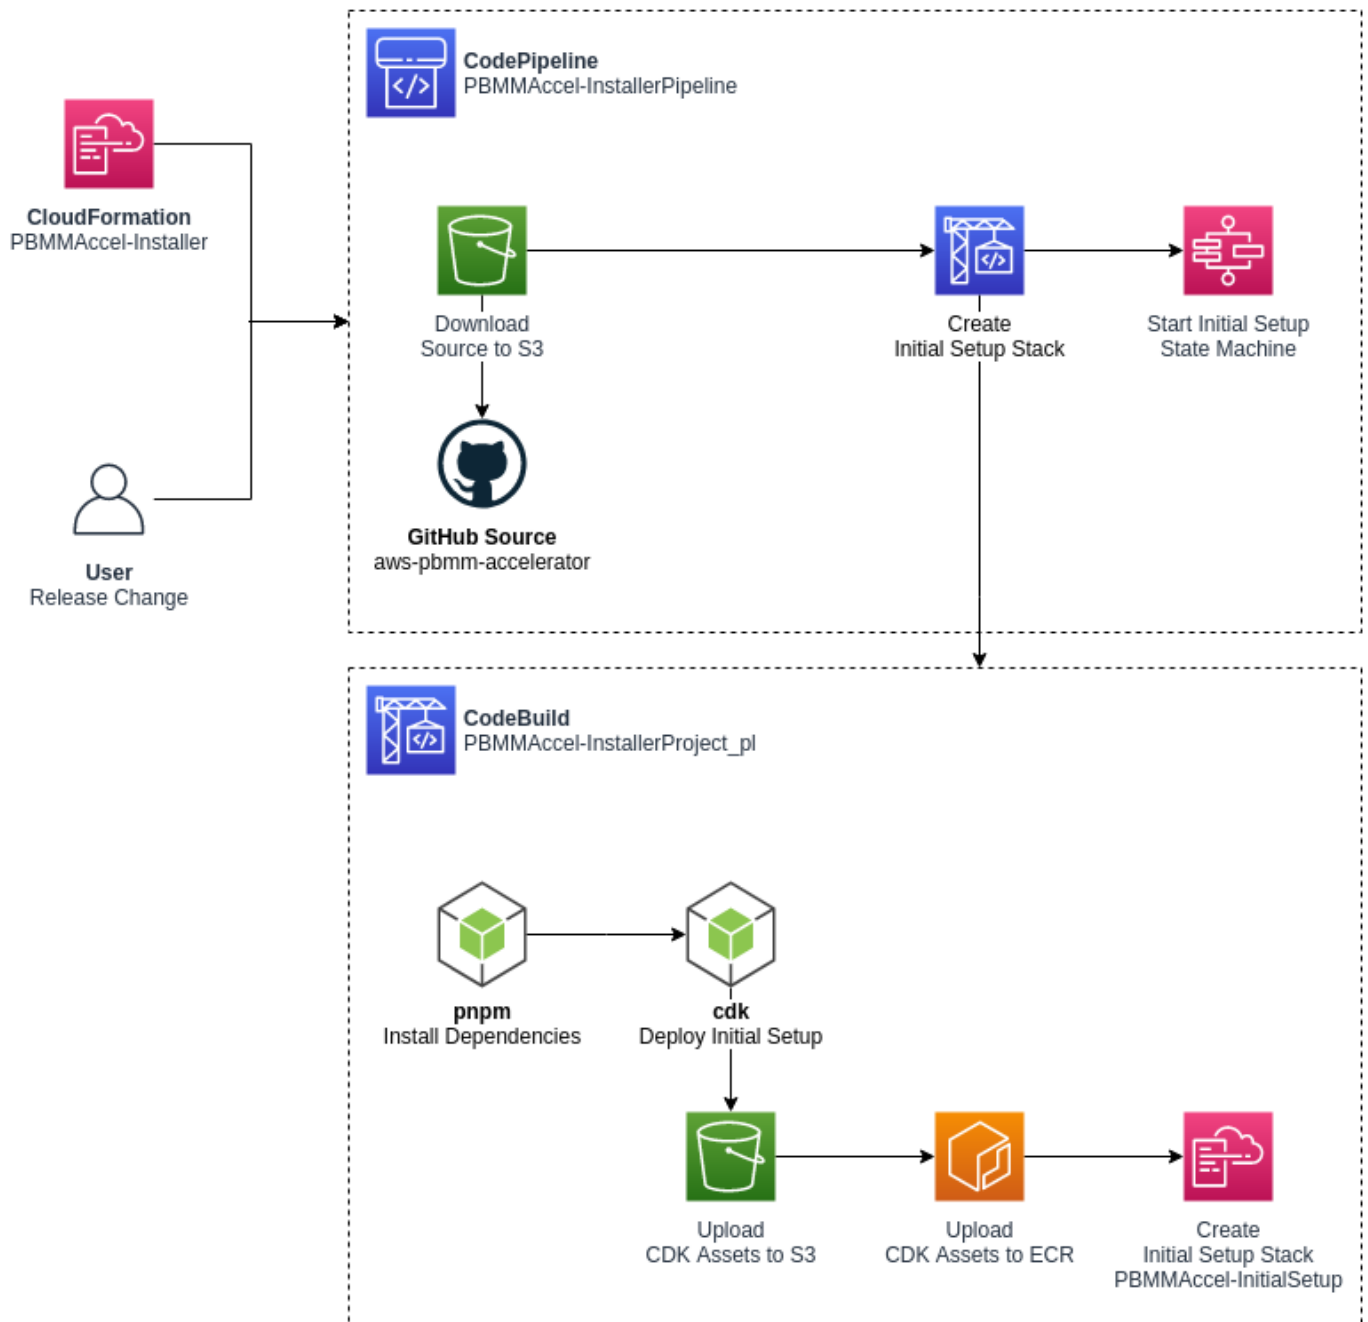 CodePipeline
PBMMAccel-InstallerPipeline
</>
CloudFormation
PBMMAccel-Installer
</>
Download
Source to S3
Create
Initial Setup Stack
Start Initial Setup
State Machine
GitHub Source
aws-pbmm-accelerator
User
Release Change
CodeBuild
PBMMAccel-InstallerProject_pl
</>
pnpm
Install Dependencies
cdk
Deploy Initial Setup
Upload
CDK Assets to S3
Upload
CDK Assets to ECR
Create
Initial Setup Stack
PBMMAccel-InitialSetup